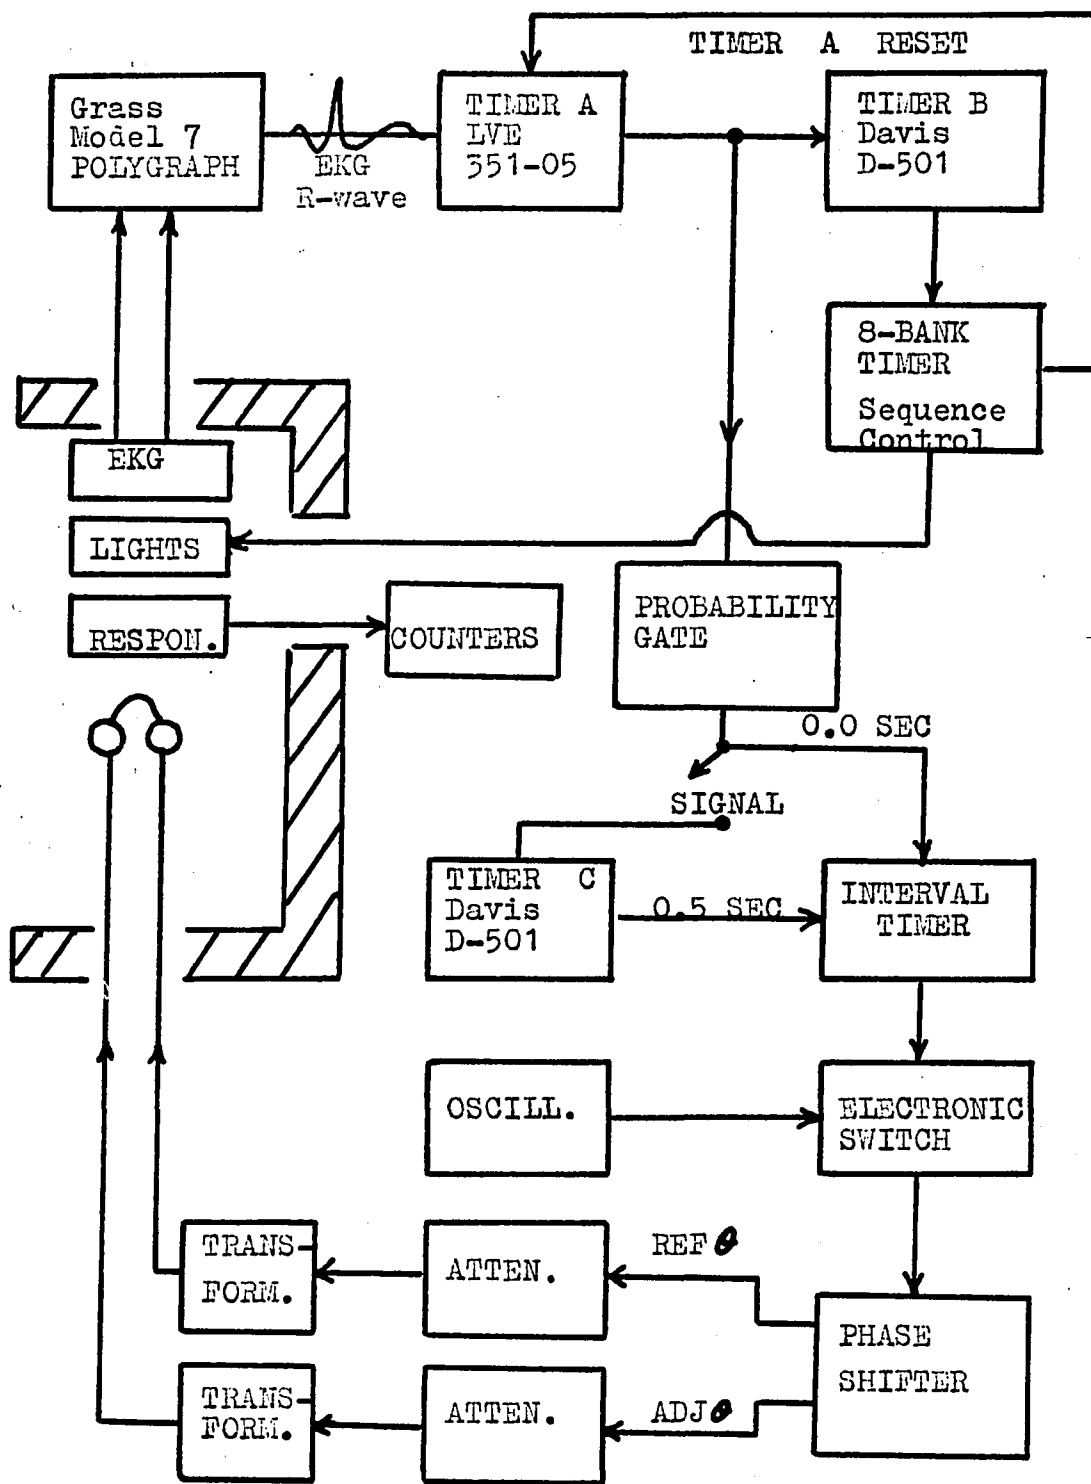 TIMER A RESET
Grass
Model 7
POLYGRAPH
EKG
R-wave
TIMER A
LVE
351-05
TIMER B
Davis
D-501
8-BANK
TIMER
Sequence
Control
EKG
LIGHTS
RESPON.
COUNTERS
PROBABILITY
GATE
0.0 SEC
SIGNAL
TIMER C
Davis
D-501
0.5 SEC
INTERVAL
TIMER
OSCILL.
ELECTRONIC
SWITCH
TRANS-
FORM.
ATTEN.
REF θ
PHASE
SHIFTER
TRANS-
FORM.
ATTEN.
ADJ θ